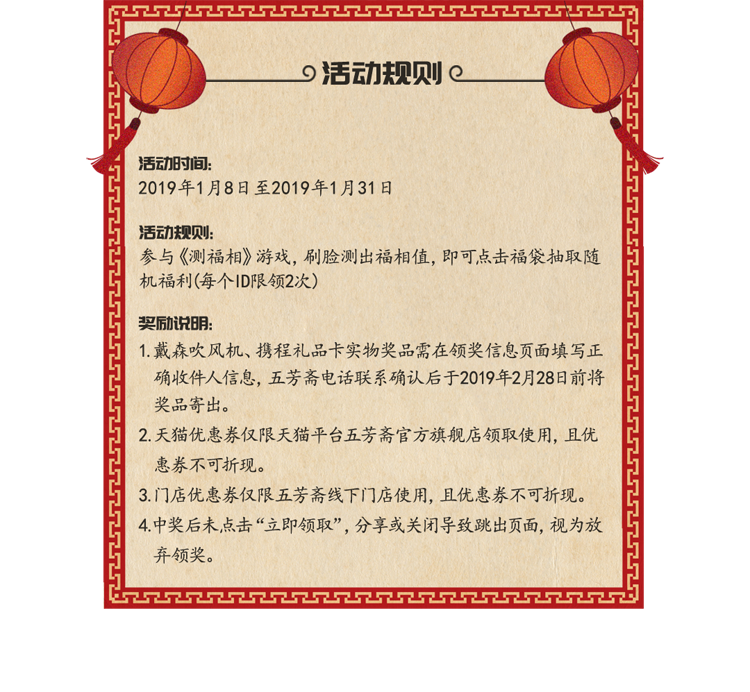 活动规则
活动时间:
2019年1月8日至2019年1月31日
活动规则:
参与《测福相》游戏，刷脸测出福相值，即可点击福袋抽取随
机福利(每个ID限领2次)
奖励说明:
1.戴森吹风机、携程礼品卡实物奖品需在领奖信息页面填写正
确收件人信息，五芳斋电话联系确认后于2019年2月28日前将
奖品寄出。
2.天猫优惠券仅限天猫平台五芳斋官方旗舰店领取使用，且优
惠券不可折现。
3.门店优惠券仅限五芳斋线下门店使用，且优惠券不可折现。
4.中奖后未点击“立即领取”，分享或关闭导致跳出页面，视为放
弃领奖。